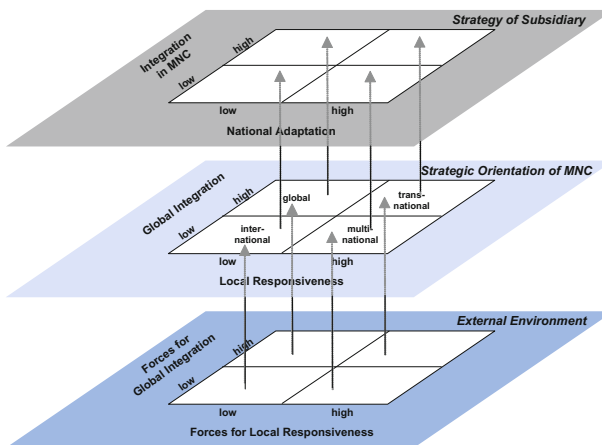 Strategy of Subsidiary
Integration
in MNC
high
low
low
high
National Adaptation
Strategic Orientation of MNC
Global Integration
high
global
trans-
national
low
inter-
national
multi-
national
low
high
Local Responsiveness
External Environment
Forces for
Global Integration
high
low
low
high
Forces for Local Responsiveness